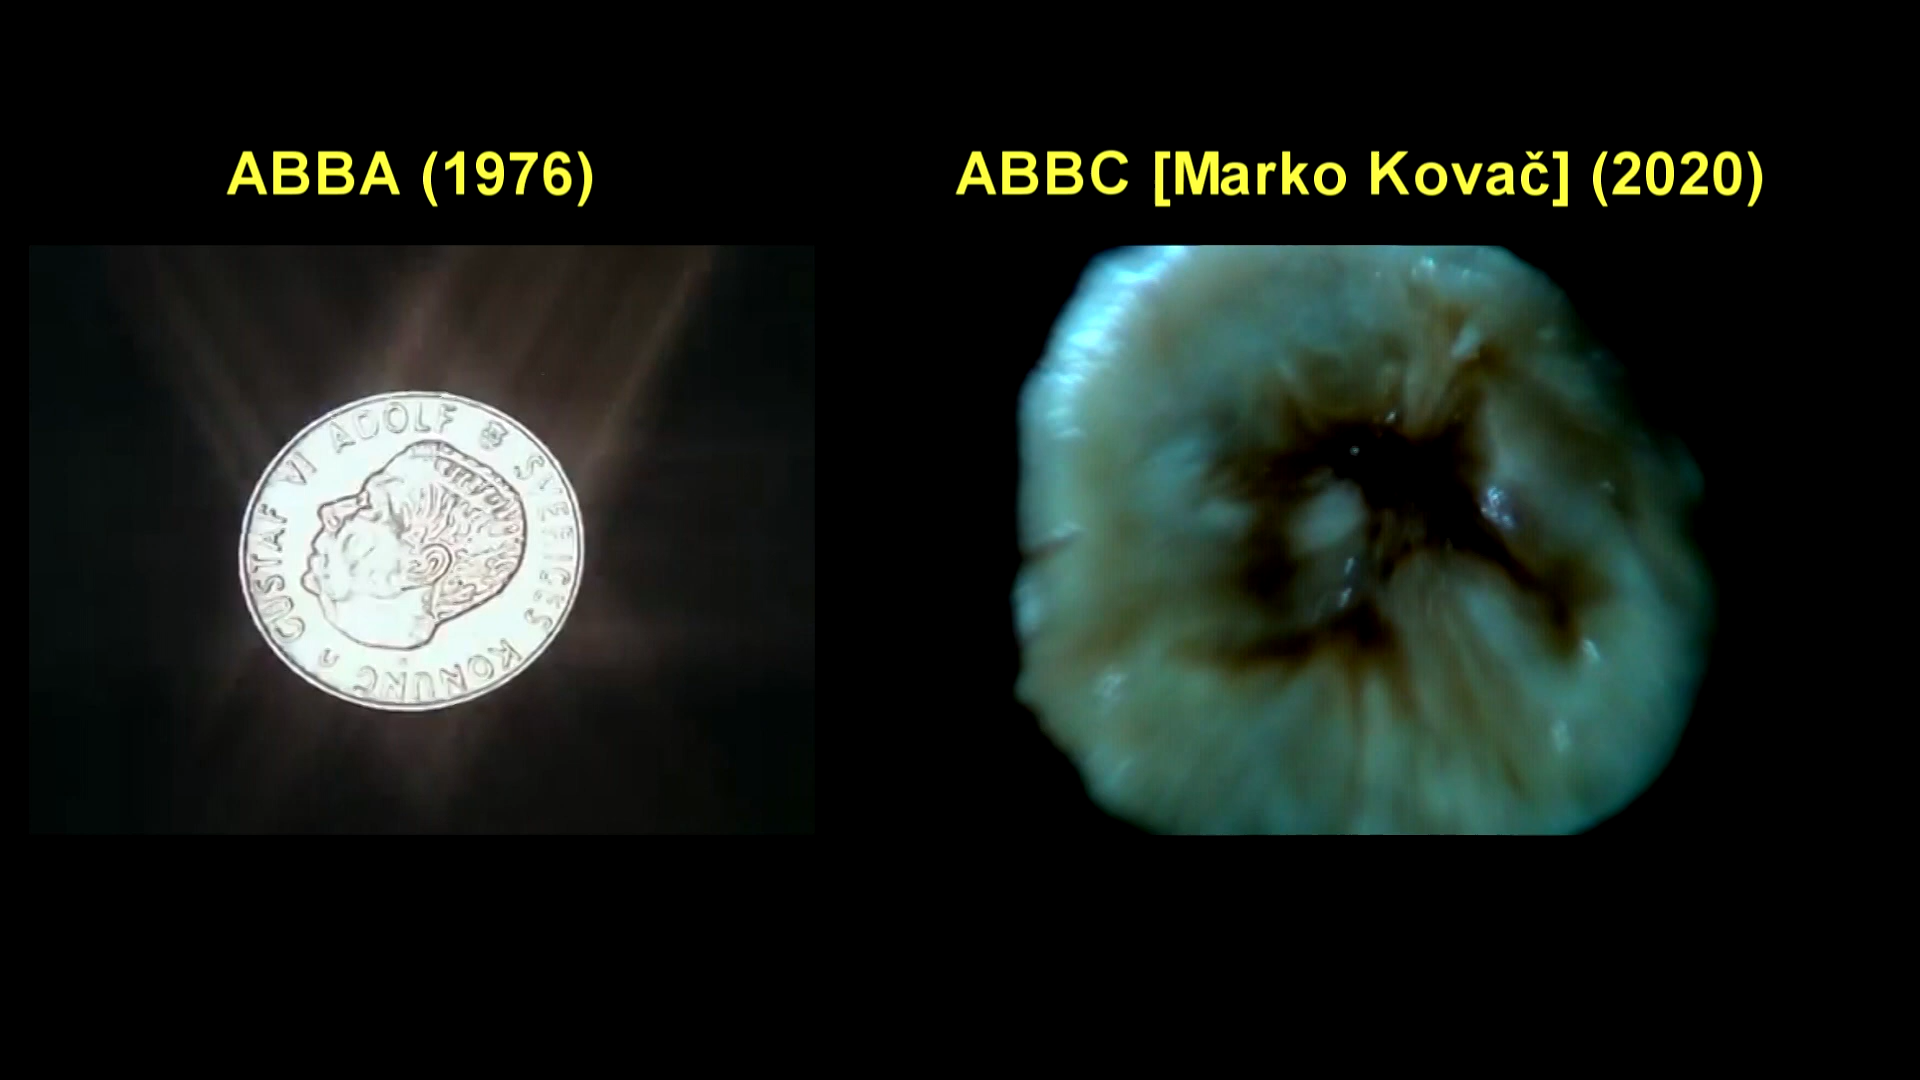 ABBA (1976)
ABBC [Marko Kovač] (2020)
GUSTAF VI ADOLF SVERIGES KONUNG